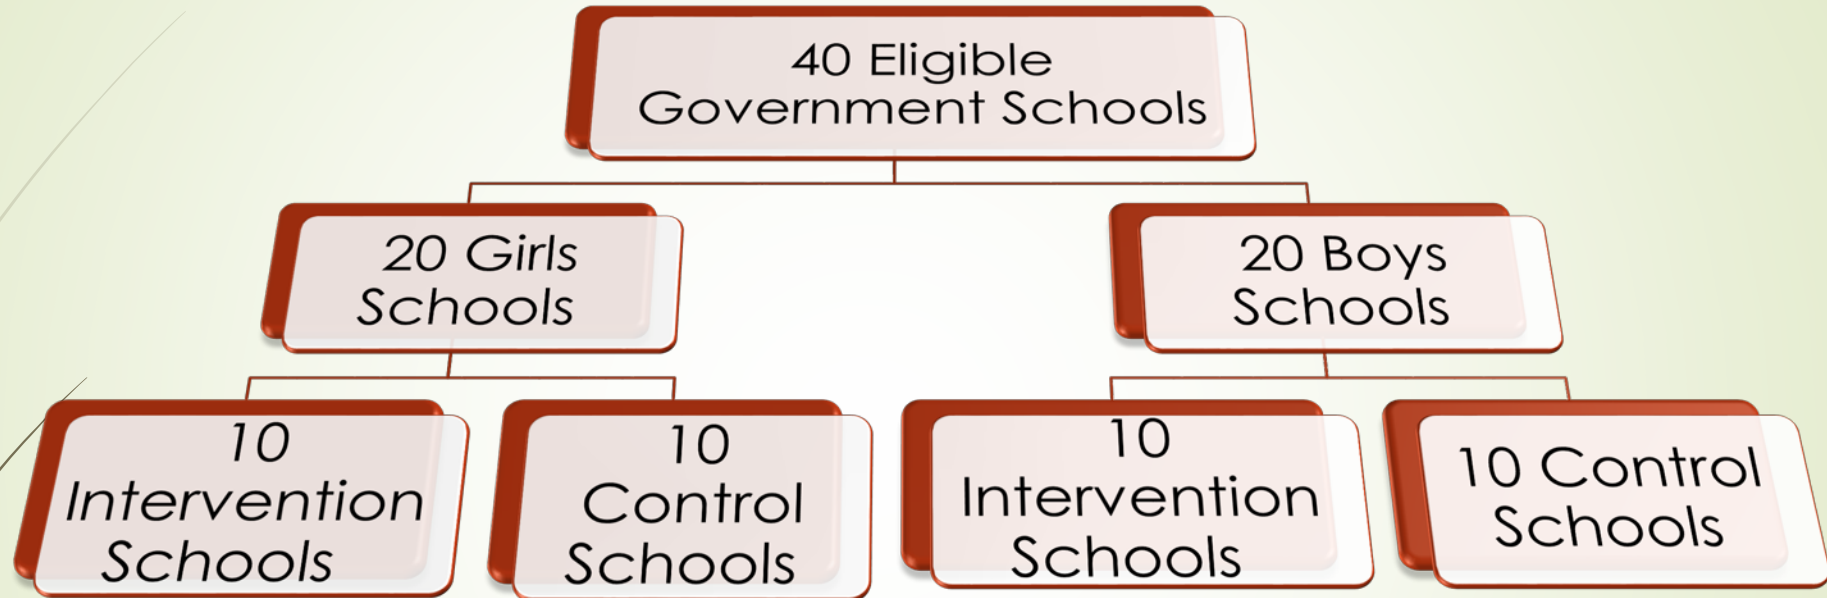 40 Eligible
Government Schools
20 Girls
Schools
20 Boys
Schools
10
Intervention
Schools
10
Control
Schools
10
Intervention
Schools
10 Control
Schools